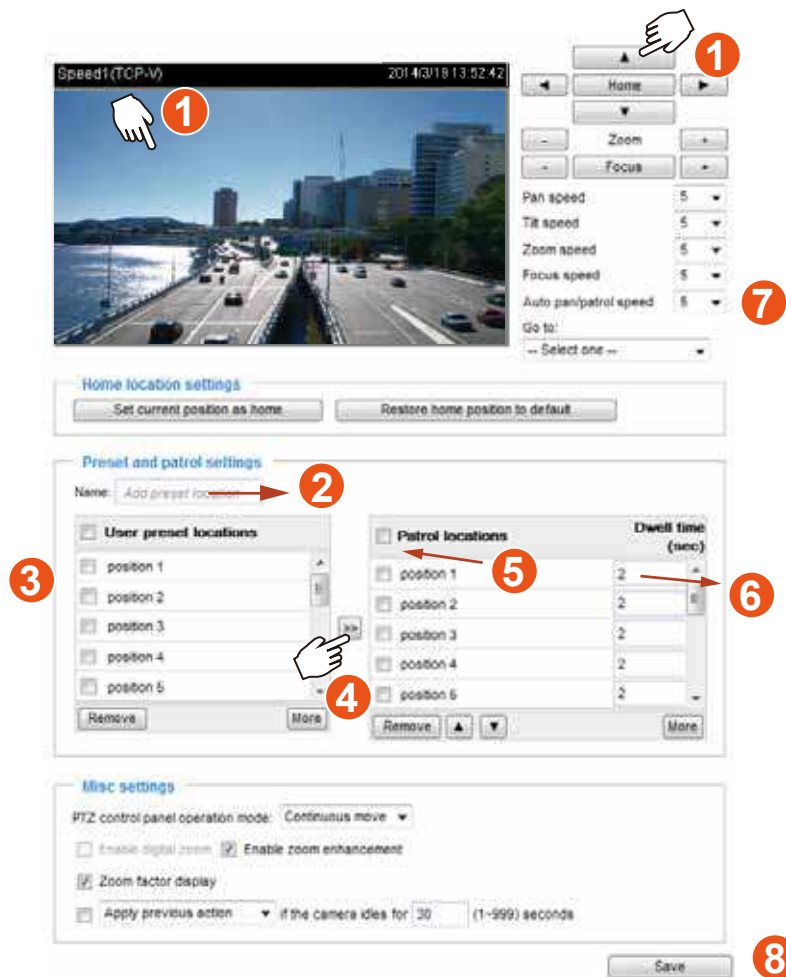 1
Speed1(TCP-V) 2014/3/18 13:52:42
1
▲
◄ Home ►
▼
- Zoom +
- Focus +
Pan speed 5
Tilt speed 5
Zoom speed 5
Focus speed 5
Auto pan/patrol speed 5
7
Go to:
-- Select one --
Home location settings
Set current position as home Restore home position to default
Preset and patrol settings
Name: Add preset location 2
User preset locations
3
position 1
position 2
position 3
position 4
position 5
Remove More
>>
4
Patrol locations Dwell time (sec)
5
position 1 2
6
position 2 2
position 3 2
position 4 2
position 5 2
Remove ▲ ▼ More
Misc settings
PTZ control panel operation mode: Continuous move
Enable digital zoom Enable zoom enhancement
Zoom factor display
Apply previous action if the camera idles for 30 (1~999) seconds
Save
8